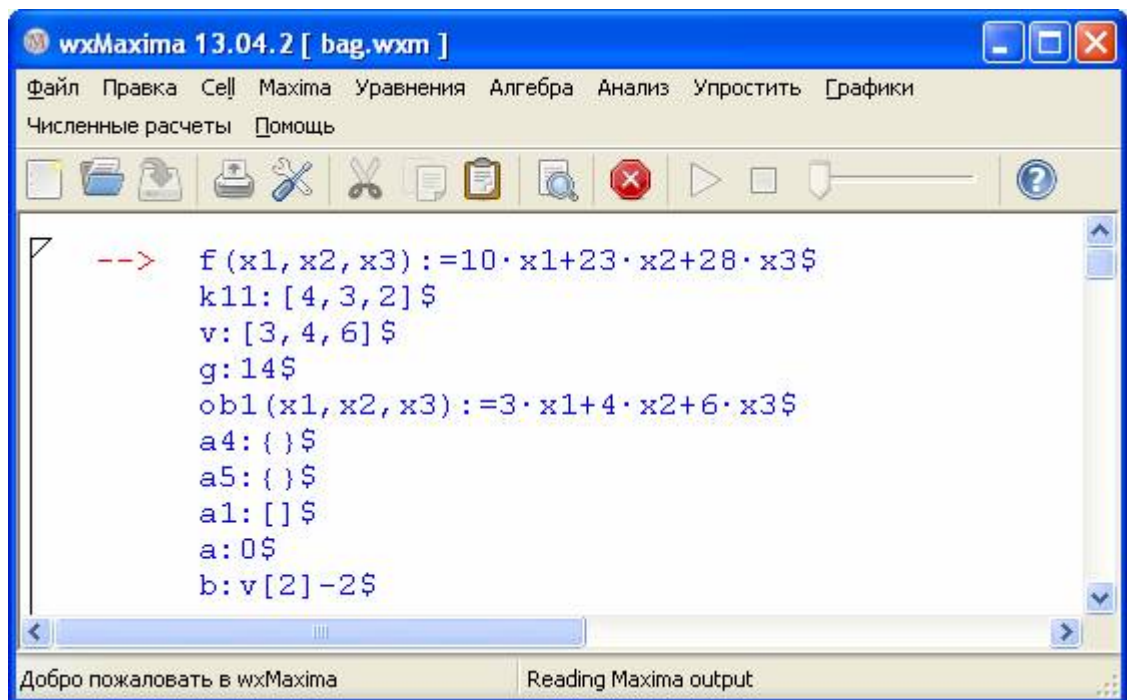 wxMaxima 13.04.2 [ bag.wxm ]
Файл Правка Cell Maxima Уравнения Алгебра Анализ Упростить Графики
Численные расчеты Помощь
--> f(x1,x2,x3):=10·x1+23·x2+28·x3$
k11:[4,3,2]$
v:[3,4,6]$
g:14$
ob1(x1,x2,x3):=3·x1+4·x2+6·x3$
a4:{}$
a5:{}$
a1:[]$
a:0$
b:v[2]-2$
Добро пожаловать в wxMaxima Reading Maxima output